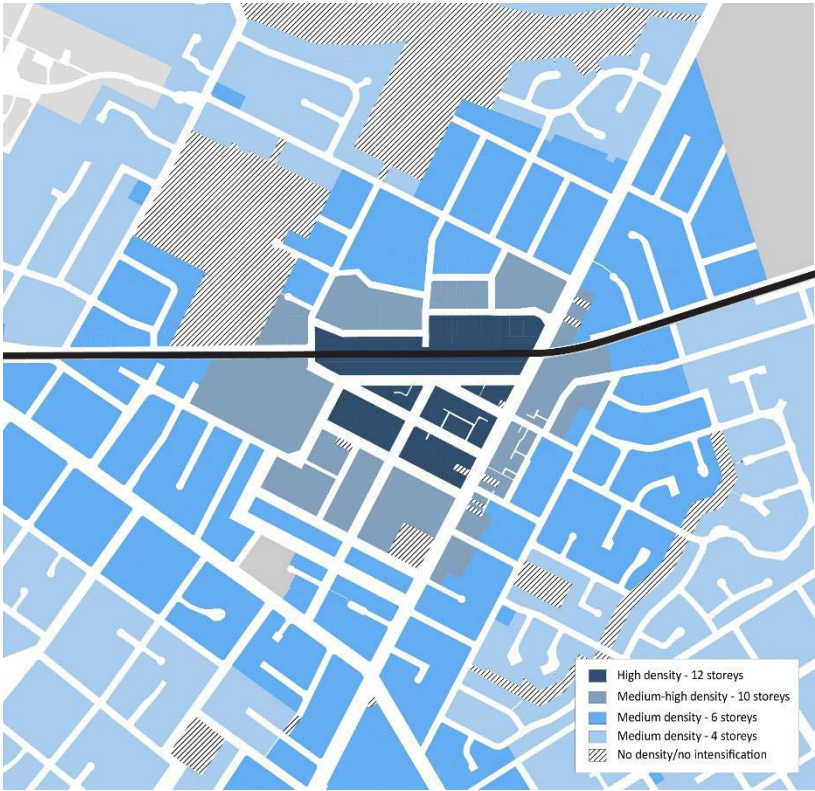 High density - 12 storeys
Medium-high density - 10 storeys
Medium density - 6 storeys
Medium density - 4 storeys
No density/no intensification